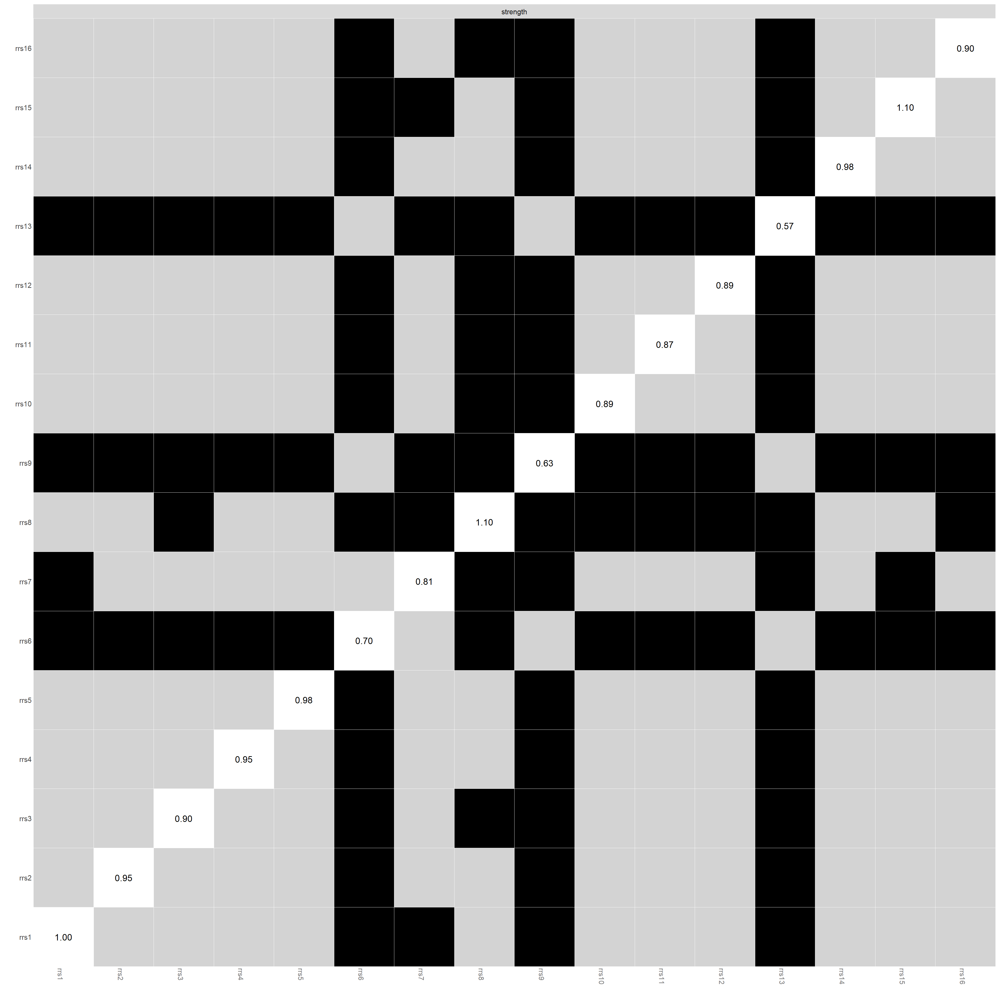 strength
rrs16 0.90
rrs15 1.10
rrs14 0.98
rrs13 0.57
rrs12 0.89
rrs11 0.87
rrs10 0.89
rrs9 0.63
rrs8 1.10
rrs7 0.81
rrs6 0.70
rrs5 0.98
rrs4 0.95
rrs3 0.90
rrs2 0.95
rrs1 1.00
rrs1 rrs2 rrs3 rrs4 rrs5 rrs6 rrs7 rrs8 rrs9 rrs10 rrs11 rrs12 rrs13 rrs14 rrs15 rrs16